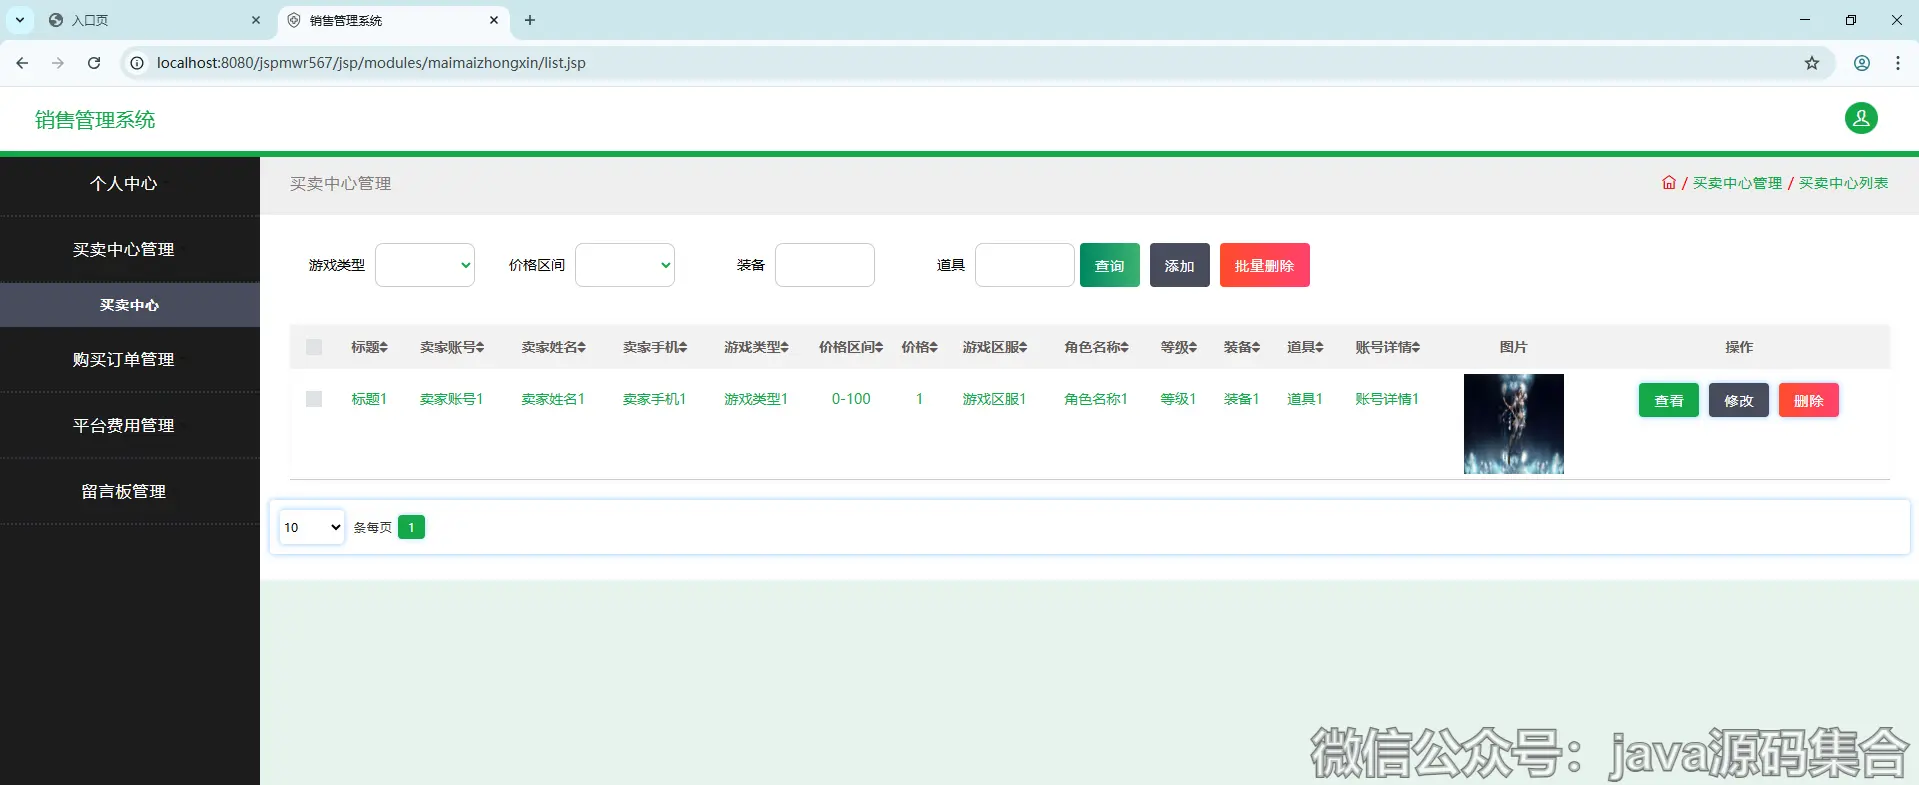 入口页
销售管理系统
localhost:8080/jspmwr567/jsp/modules/maimaizhongxin/list.jsp
销售管理系统
个人中心
买卖中心管理
买卖中心
购买订单管理
平台费用管理
留言板管理
买卖中心管理
/ 买卖中心管理 / 买卖中心列表
游戏类型 价格区间 装备 道具 查询 添加 批量删除
标题 卖家账号 卖家姓名 卖家手机 游戏类型 价格区间 价格 游戏区服 角色名称 等级 装备 道具 账号详情 图片 操作
标题1 卖家账号1 卖家姓名1 卖家手机1 游戏类型1 0-100 1 游戏区服1 角色名称1 等级1 装备1 道具1 账号详情1 查看 修改 删除
10 条每页 1
微信公众号：java源码集合